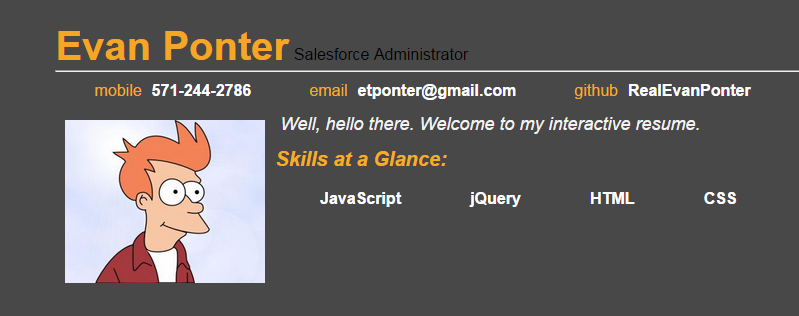 Evan Ponter Salesforce Administrator
mobile 571-244-2786 email etponter@gmail.com github RealEvanPonter
Well, hello there. Welcome to my interactive resume.
Skills at a Glance:
JavaScript jQuery HTML CSS